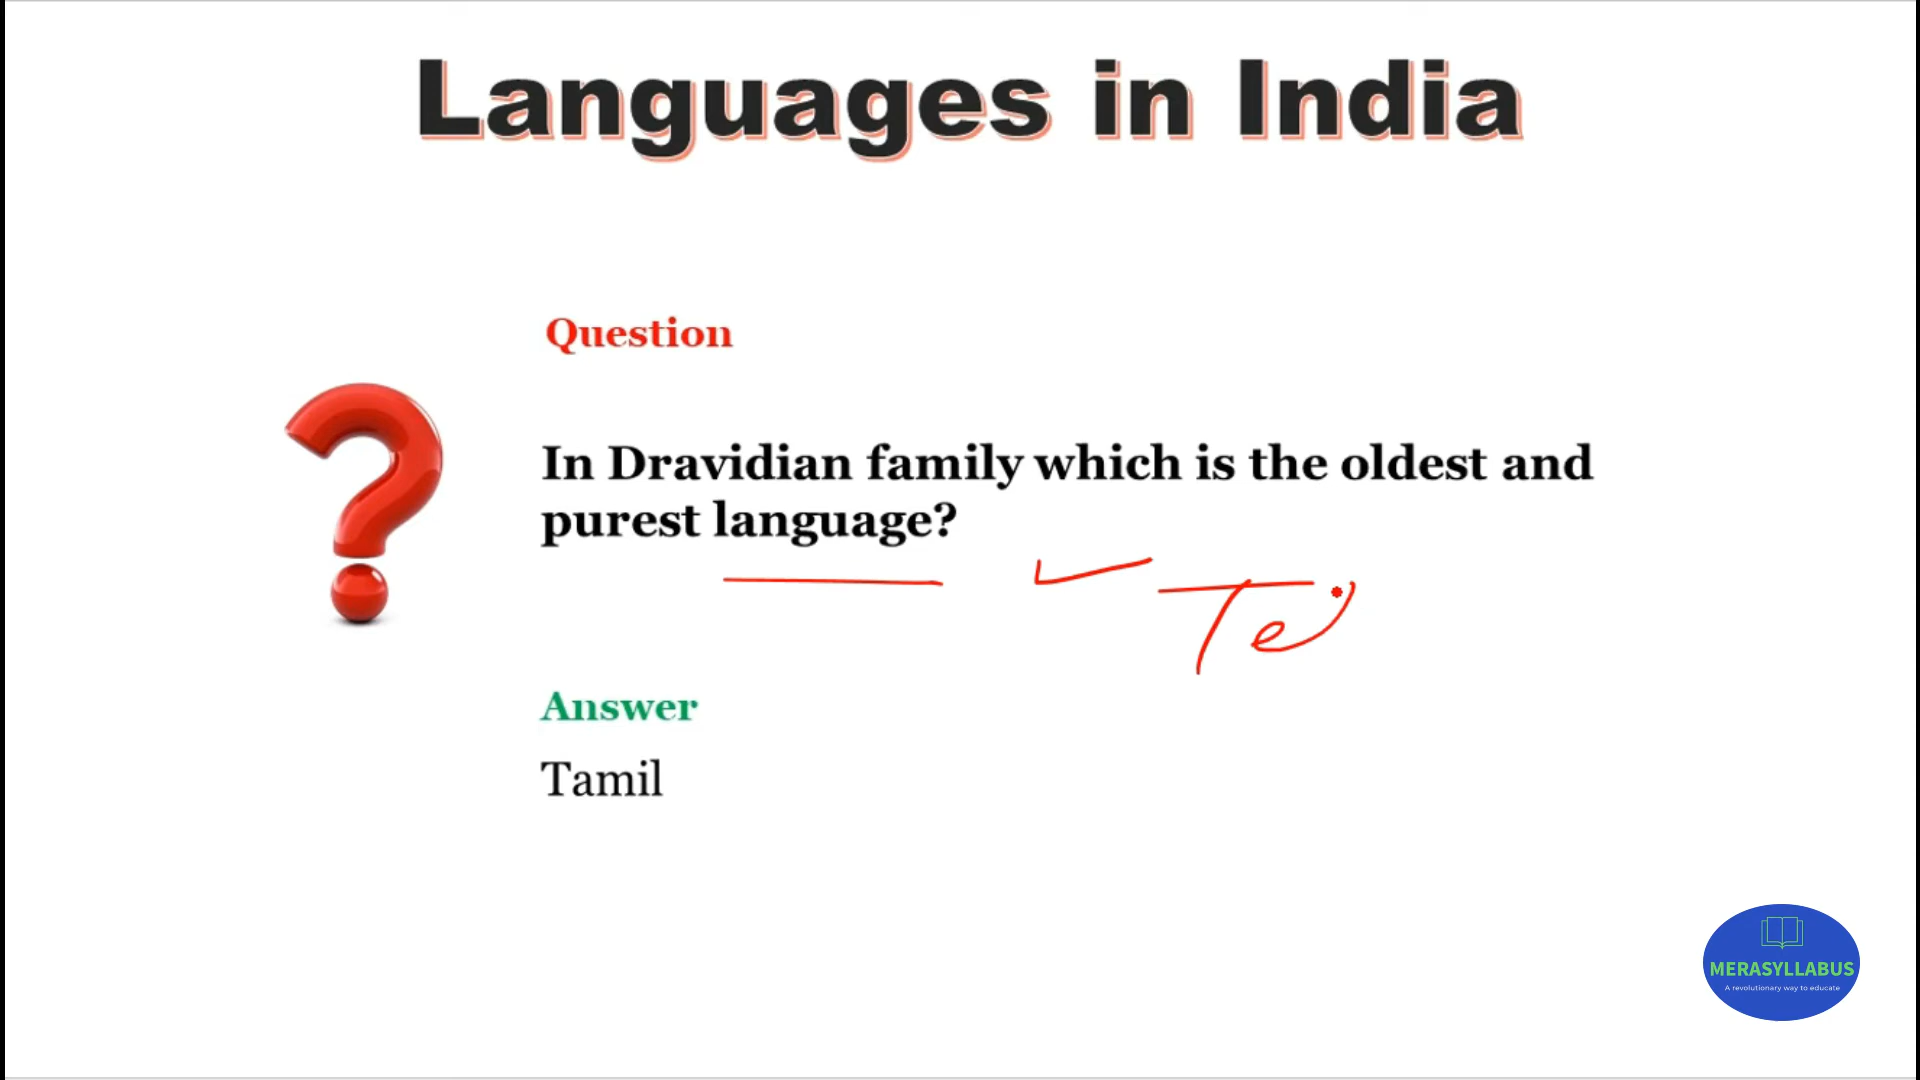 Languages in India
Question
In Dravidian family which is the oldest and
purest language?
Te
Answer
Tamil
MERASYLLABUS
A revolutionary way to educate